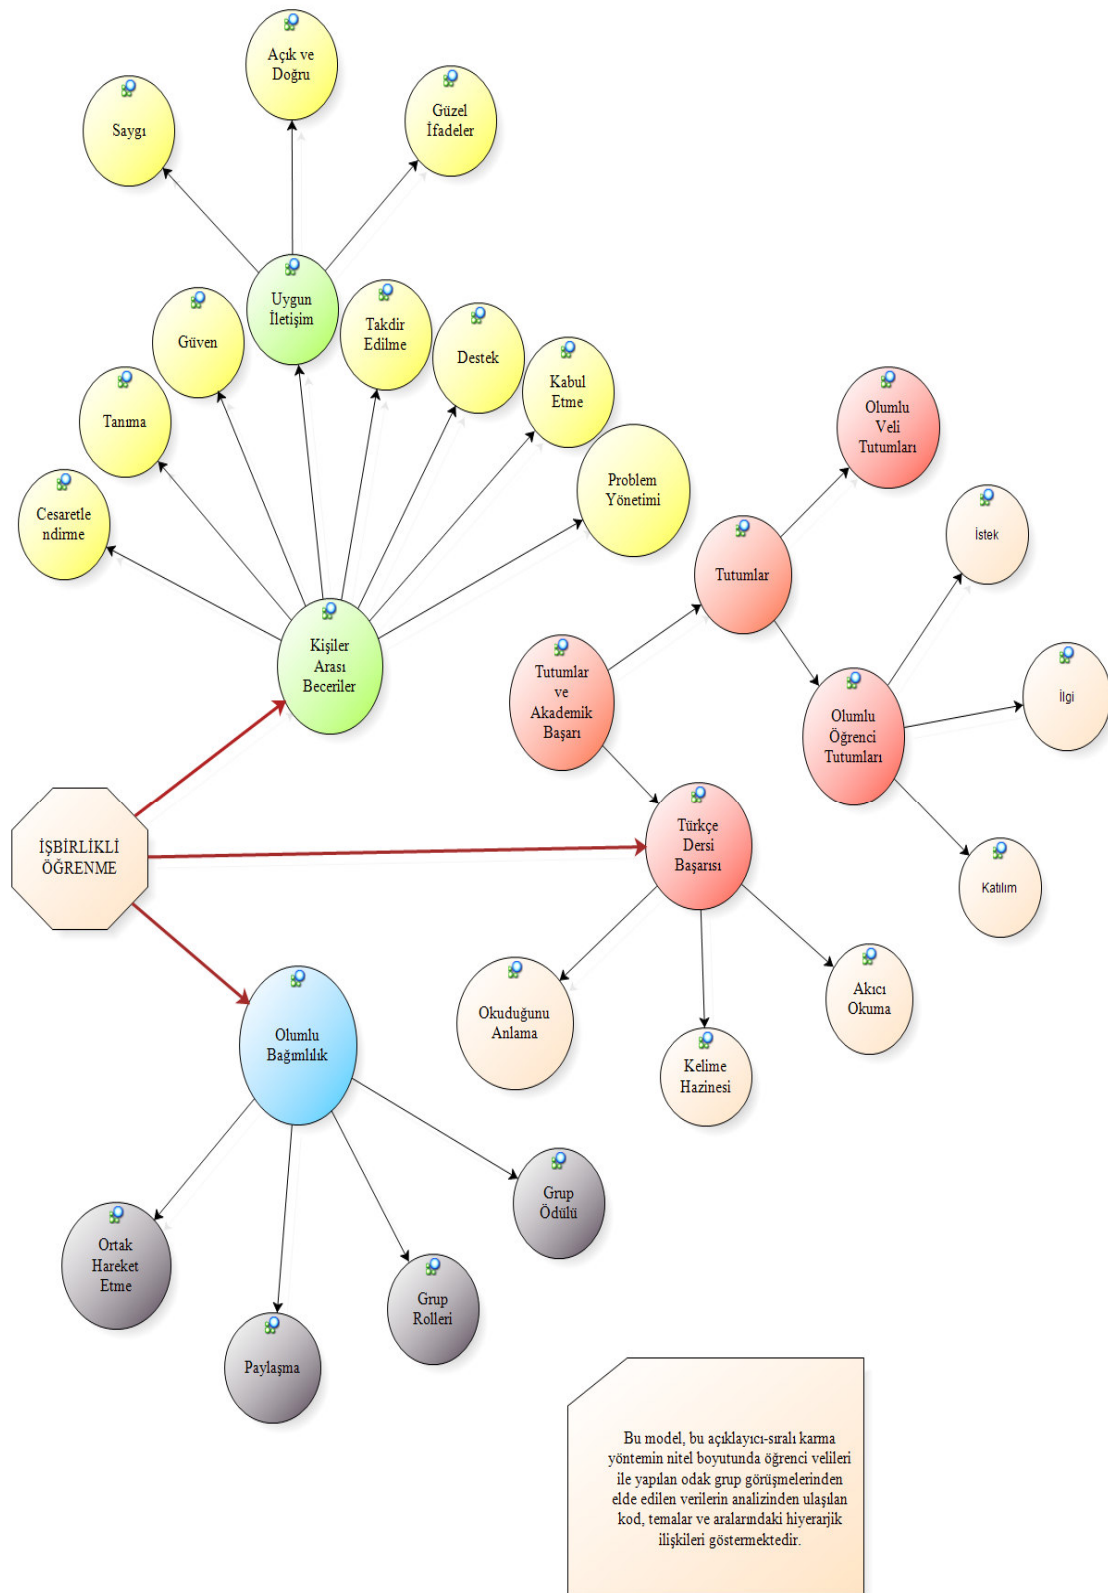 Açık ve
Doğru
Saygı
Güzel
İfadeler
Uygun
İletişim
Güven
Takdir
Edilme
Destek
Kabul
Etme
Tanıma
Problem
Yönetimi
Cesaretle
ndirme
Kişiler
Arası
Beceriler
Olumlu
Veli
Tutumları
Tutumlar
İstek
Tutumlar
ve
Akademik
Başarı
Olumlu
Öğrenci
Tutumları
İlgi
Katılım
İŞBİRLİKLİ
ÖĞRENME
Türkçe
Dersi
Başarısı
Okuduğunu
Anlama
Kelime
Hazinesi
Akıcı
Okuma
Olumlu
Bağımlılık
Ortak
Hareket
Etme
Paylaşma
Grup
Rolleri
Grup
Ödülü
Bu model, bu açıklayıcı-sıralı karma
yöntemin nitel boyutunda öğrenci velileri
ile yapılan odak grup görüşmelerinden
elde edilen verilerin analizinden ulaşılan
kod, temalar ve aralarındaki hiyerarjik
ilişkileri göstermektedir.